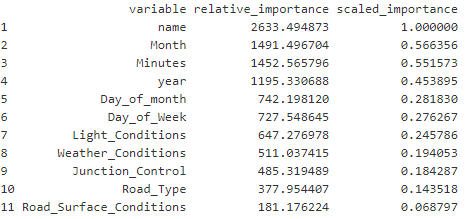 variable relative_importance scaled_importance
1 name 2633.494873 1.000000
2 Month 1491.496704 0.566356
3 Minutes 1452.565796 0.551573
4 year 1195.330688 0.453895
5 Day_of_month 742.198120 0.281830
6 Day_of_Week 727.548645 0.276267
7 Light_Conditions 647.276978 0.245786
8 Weather_Conditions 511.037415 0.194053
9 Junction_Control 485.319489 0.184287
10 Road_Type 377.954407 0.143518
11 Road_Surface_Conditions 181.176224 0.068797